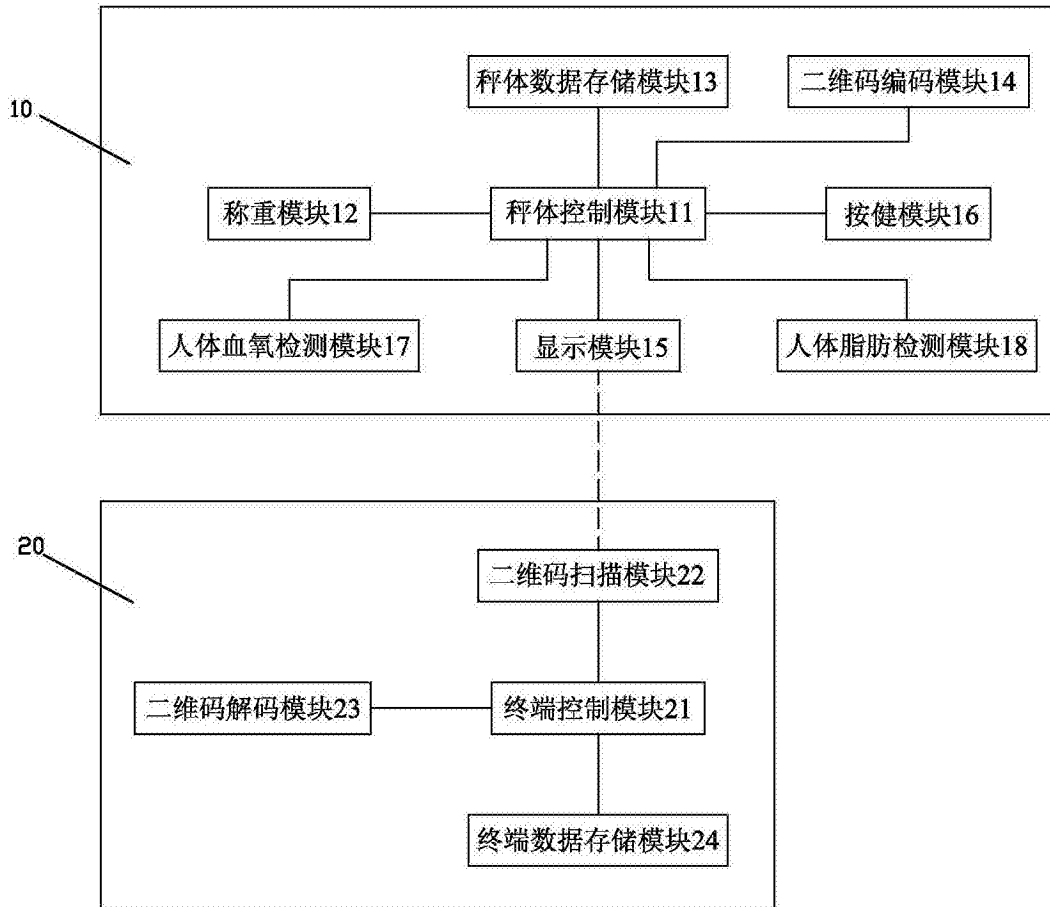 秤体数据存储模块13
二维码编码模块14
10
称重模块12
秤体控制模块11
按健模块16
人体血氧检测模块17
显示模块15
人体脂肪检测模块18
20
二维码扫描模块22
二维码解码模块23
终端控制模块21
终端数据存储模块24